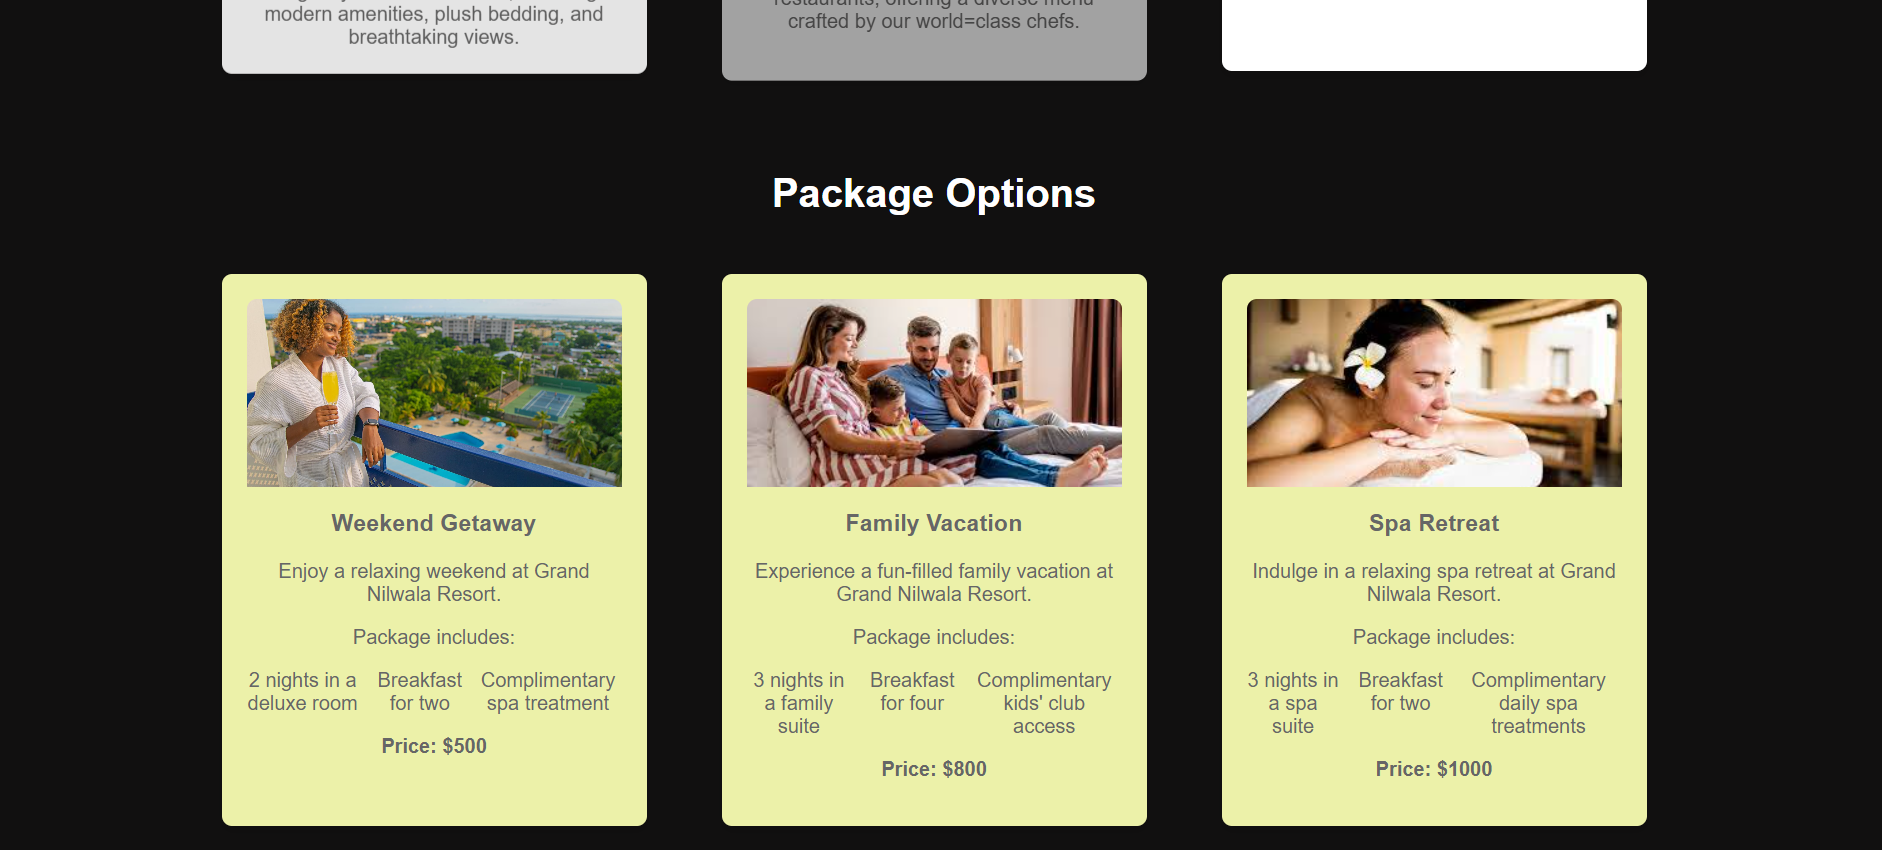 modern amenities, plush bedding, and
breathtaking views.
restaurants, offering a diverse menu
crafted by our world=class chefs.
Package Options
Weekend Getaway
Enjoy a relaxing weekend at Grand
Nilwala Resort.
Package includes:
2 nights in a
deluxe room
Breakfast
for two
Complimentary
spa treatment
Price: $500
Family Vacation
Experience a fun-filled family vacation at
Grand Nilwala Resort.
Package includes:
3 nights in
a family
suite
Breakfast
for four
Complimentary
kids' club
access
Price: $800
Spa Retreat
Indulge in a relaxing spa retreat at Grand
Nilwala Resort.
Package includes:
3 nights in
a spa
suite
Breakfast
for two
Complimentary
daily spa
treatments
Price: $1000